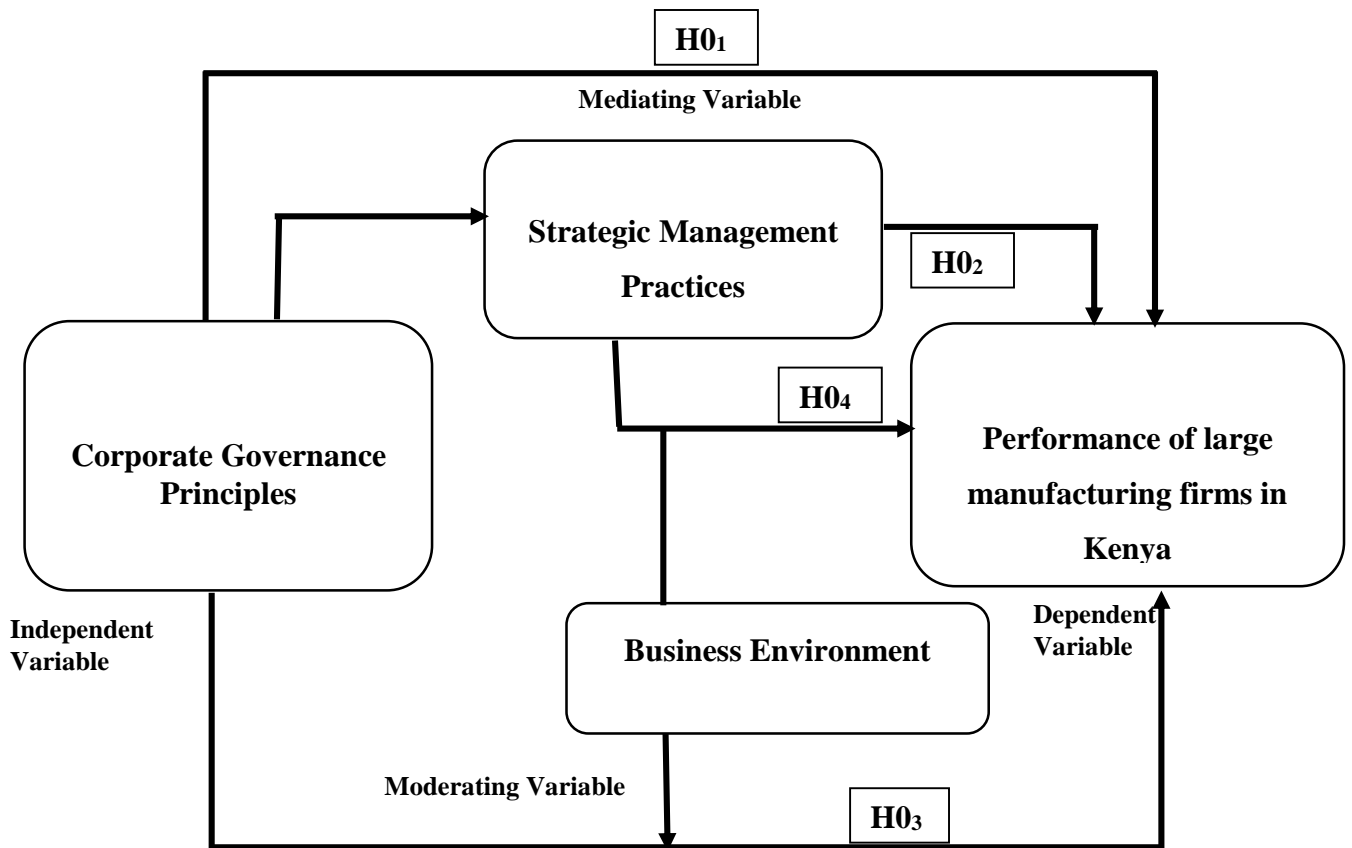 H0₁
Mediating Variable
Strategic Management
Practices
H0₂
H0₄
Corporate Governance
Principles
Performance of large
manufacturing firms in
Kenya
Independent
Variable
Business Environment
Dependent
Variable
Moderating Variable
H0₃